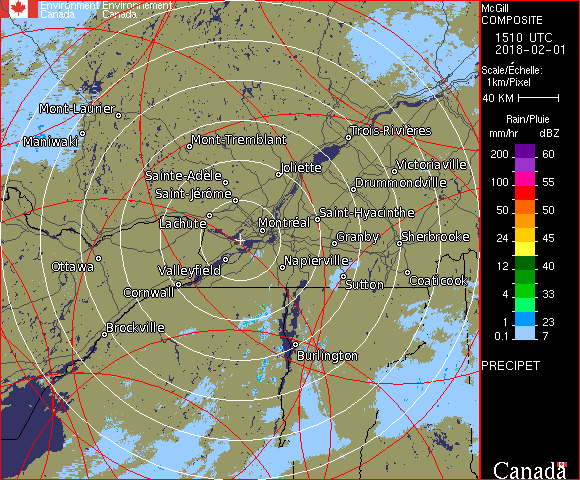 Environment Environnement
Canada Canada
McGill
COMPOSITE
1510 UTC
2018-02-01
Scale/Échelle:
1km/Pixel
40 KM
Rain/Pluie
mm/hr dBZ
200 60
55
100 55
50 50
24 45
12 40
4 33
1 23
0.1 7
PRECIPET
Canada
Mont-Laurier
Maniwaki
Mont-Tremblant
Trois-Rivières
Joliette
Victoriaville
Sainte-Adèle
Drummondville
Saint-Jérôme
Lachute
Montréal
Saint-Hyacinthe
Granby
Sherbrooke
Ottawa
Valleyfield
Napierville
Cornwall
Sutton
Coaticook
Brockville
Burlington